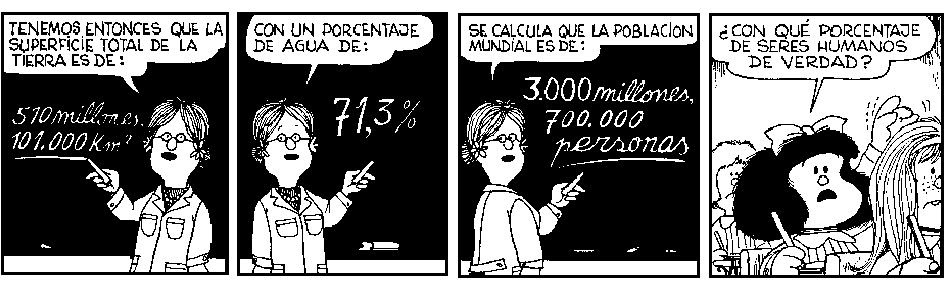 TENEMOS ENTONCES QUE LA
SUPERFICIE TOTAL DE LA
TIERRA ES DE:
510 millones,
101.000 Km²
CON UN PORCENTAJE
DE AGUA DE:
71,3%
SE CALCULA QUE LA POBLACION
MUNDIAL ES DE:
3.000 millones,
700.000
personas
¿CON QUÉ PORCENTAJE
DE SERES HUMANOS
DE VERDAD?